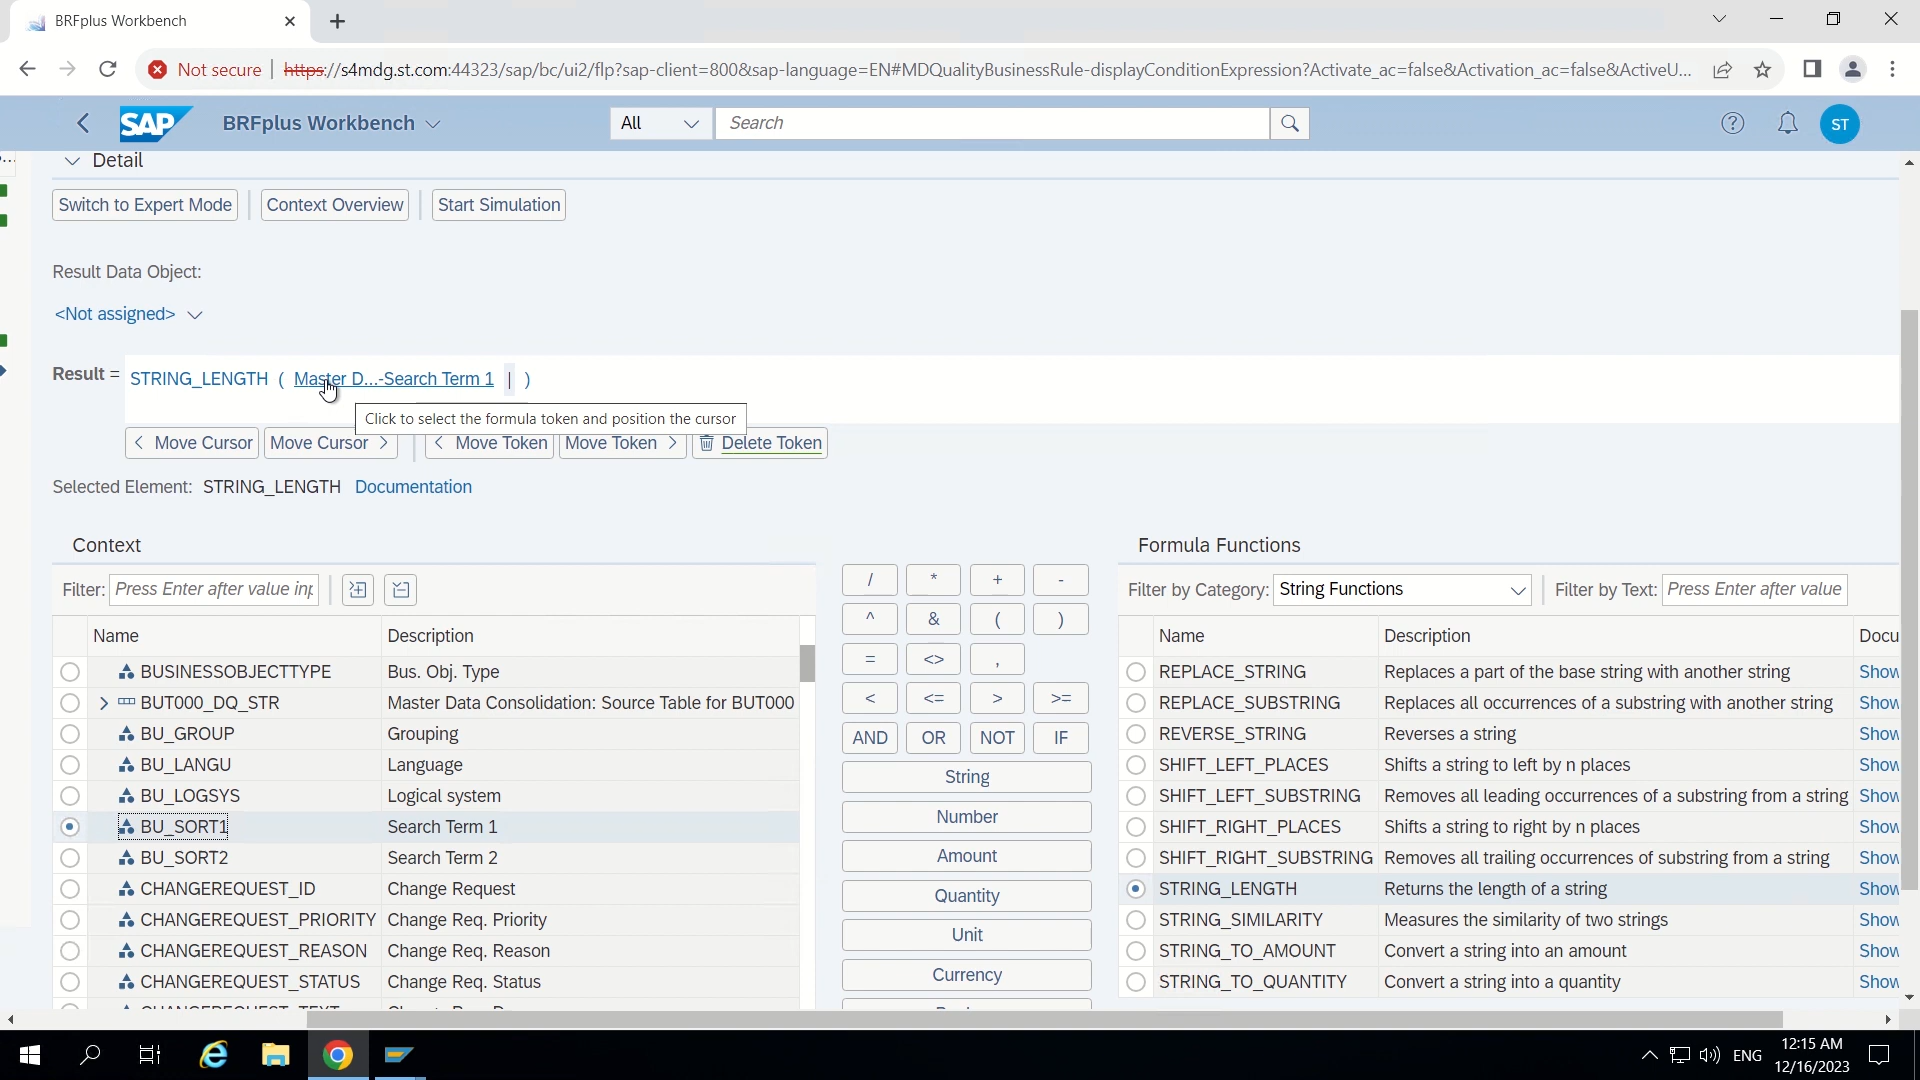 BRFplus Workbench
Not secure
https://s4mdg.st.com:44323/sap/bc/ui2/flp?sap-client=800&sap-language=EN#MDQualityBusinessRule-displayConditionExpression?Activate_ac=false&Activation_ac=false&ActiveU...
SAP
BRFplus Workbench
All
Search
ST
Detail
Switch to Expert Mode
Context Overview
Start Simulation
Result Data Object:
<Not assigned>
Result = STRING_LENGTH ( Master D...-Search Term 1 | )
Click to select the formula token and position the cursor
< Move Cursor
Move Cursor >
< Move Token
Move Token >
Delete Token
Selected Element: STRING_LENGTH Documentation
Context
Filter: Press Enter after value inp
Name Description
BUSINESSOBJECTTYPE Bus. Obj. Type
BUT000_DQ_STR Master Data Consolidation: Source Table for BUT000
BU_GROUP Grouping
BU_LANGU Language
BU_LOGSYS Logical system
BU_SORT1 Search Term 1
BU_SORT2 Search Term 2
CHANGEREQUEST_ID Change Request
CHANGEREQUEST_PRIORITY Change Req. Priority
CHANGEREQUEST_REASON Change Req. Reason
CHANGEREQUEST_STATUS Change Req. Status
/ * + -
^ & ( )
= <> ,
< <= > >=
AND OR NOT IF
String
Number
Amount
Quantity
Unit
Currency
Formula Functions
Filter by Category: String Functions
Filter by Text: Press Enter after value
Name Description Docu
REPLACE_STRING Replaces a part of the base string with another string Show
REPLACE_SUBSTRING Replaces all occurrences of a substring with another string Show
REVERSE_STRING Reverses a string Show
SHIFT_LEFT_PLACES Shifts a string to left by n places Show
SHIFT_LEFT_SUBSTRING Removes all leading occurrences of a substring from a string Show
SHIFT_RIGHT_PLACES Shifts a string to right by n places Show
SHIFT_RIGHT_SUBSTRING Removes all trailing occurrences of substring from a string Show
STRING_LENGTH Returns the length of a string Show
STRING_SIMILARITY Measures the similarity of two strings Show
STRING_TO_AMOUNT Convert a string into an amount Show
STRING_TO_QUANTITY Convert a string into a quantity Show
ENG
12:15 AM
12/16/2023